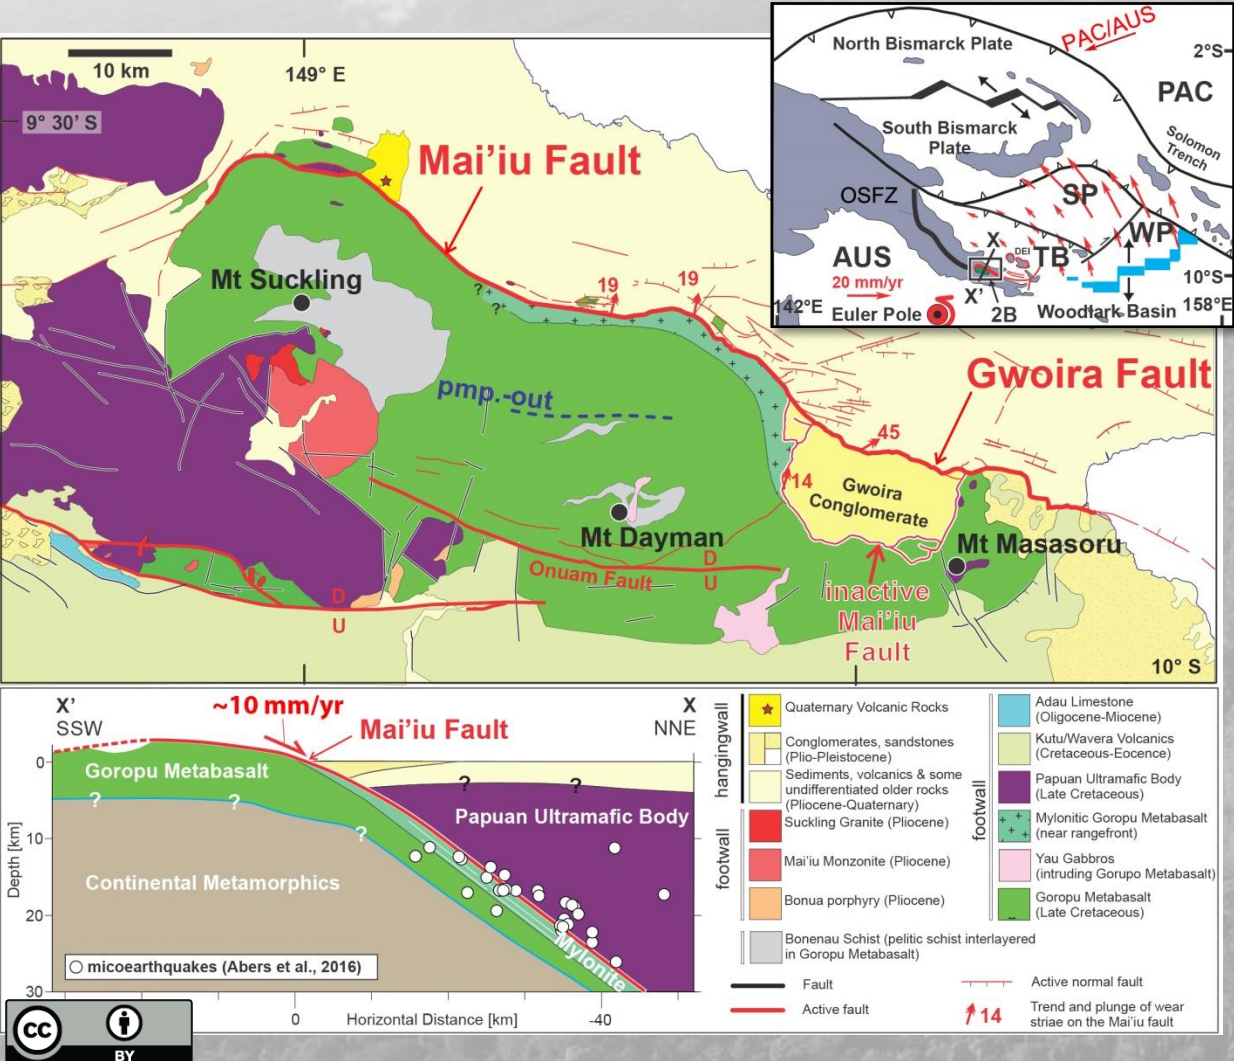 10 km
149° E
9° 30' S
Mai'iu Fault
Mt Suckling
?
?
19
19
pmp.-out
Gwoira Fault
45
14
Gwoira
Conglomerate
Mt Dayman
Mt Masasoru
Onuam Fault
D
U
D
U
inactive
Mai'iu
Fault
10° S
North Bismarck Plate
PAC/AUS
2°S
PAC
South Bismarck
Plate
Solomon
Trench
OSFZ
SP
WP
AUS
X
DEI
TB
20 mm/yr
X'
10°S
142°E
Euler Pole
2B
Woodlark Basin
158°E
X'
SSW
~10 mm/yr
Mai'iu Fault
X
NNE
0
10
20
30
Depth [km]
Goropu Metabasalt
?
?
?
?
?
Papuan Ultramafic Body
Continental Metamorphics
Mylonite
micoearthquakes (Abers et al., 2016)
0
Horizontal Distance [km]
-40
hangingwall
Quaternary Volcanic Rocks
Conglomerates, sandstones
(Plio-Pleistocene)
Sediments, volcanics & some
undifferentiated older rocks
(Pliocene-Quaternary)
footwall
Suckling Granite (Pliocene)
Mai'iu Monzonite (Pliocene)
Bonua porphyry (Pliocene)
Bonenau Schist (pelitic schist interlayered
in Goropu Metabasalt)
footwall
Adau Limestone
(Oligocene-Miocene)
Kutu/Wavera Volcanics
(Cretaceous-Eocence)
Papuan Ultramafic Body
(Late Cretaceous)
Mylonitic Goropu Metabasalt
(near rangefront)
Yau Gabbros
(intruding Gorupo Metabasalt)
Goropu Metabasalt
(Late Cretaceous)
Fault
Active fault
Active normal fault
14
Trend and plunge of wear
striae on the Mai'iu fault
CC
BY